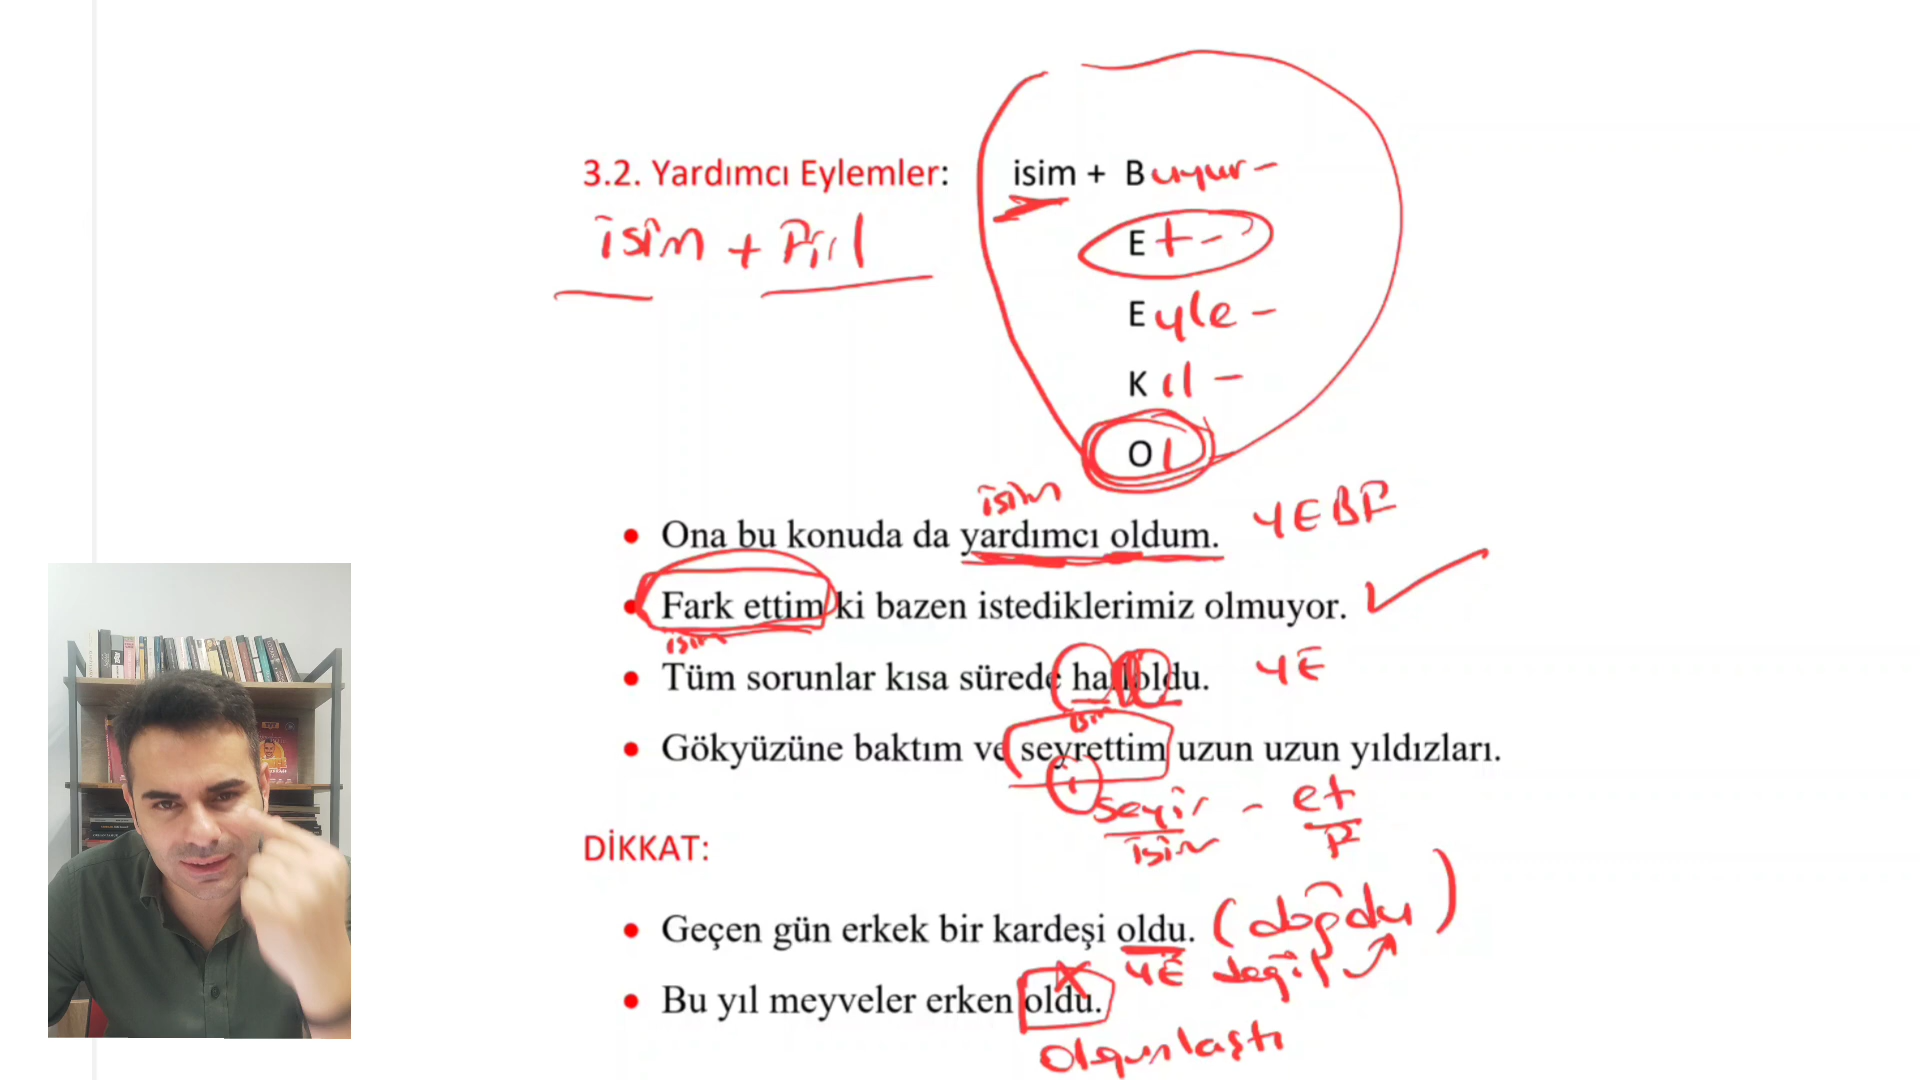 3.2. Yardımcı Eylemler: isim + Buyur-
isim + Fiil
Et-
Eyle-
Kıl-
Ol
isim
• Ona bu konuda da yardımcı oldum. YEBF
• Fark ettim ki bazen istediklerimiz olmuyor.
isim
• Tüm sorunlar kısa sürede halloldu. YE
isim
• Gökyüzüne baktım ve seyrettim uzun uzun yıldızları.
i
seyir - et
isim F
DİKKAT:
• Geçen gün erkek bir kardeşi oldu. (doğdu)
YE değil
• Bu yıl meyveler erken oldu.
olgunlaştı